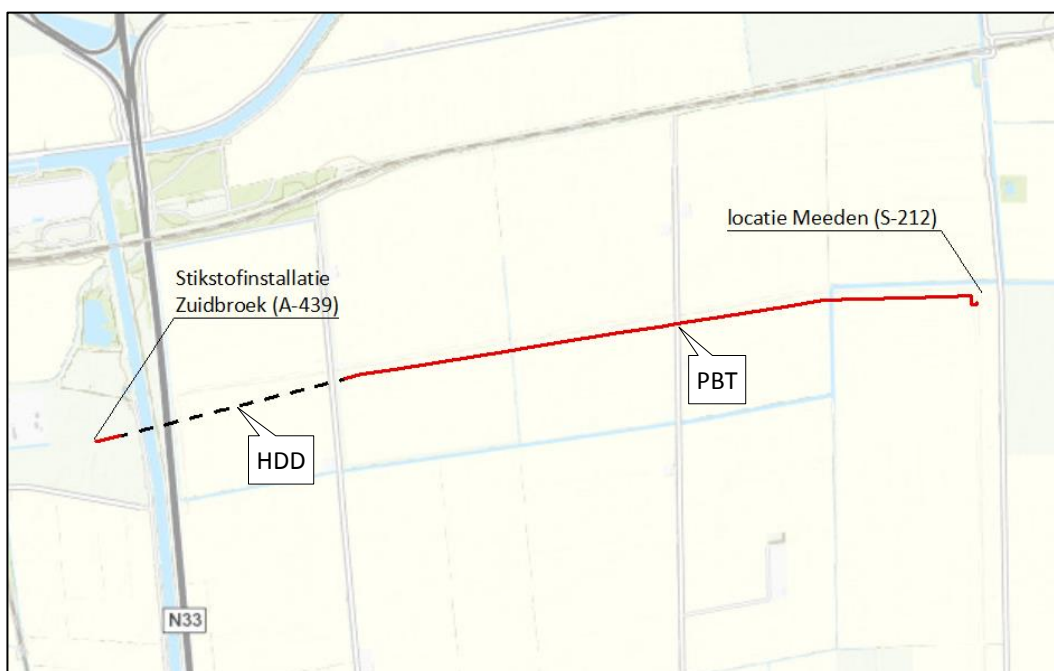 locatie Meeden (S-212)
Stikstofinstallatie
Zuidbroek (A-439)
PBT
HDD
N33